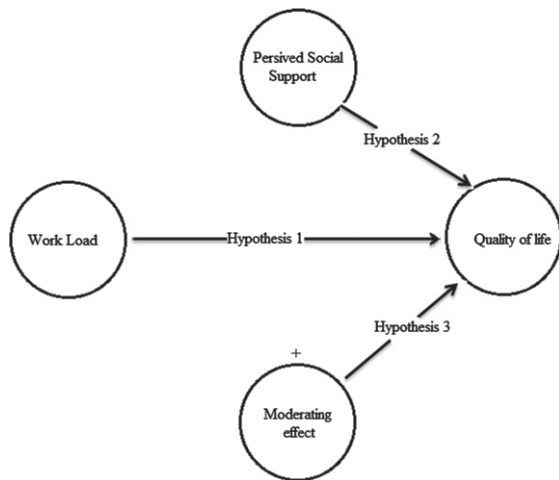 Persived Social
Support
Hypothesis 2
Work Load
Hypothesis 1
Quality of life
Hypothesis 3
+
Moderating
effect